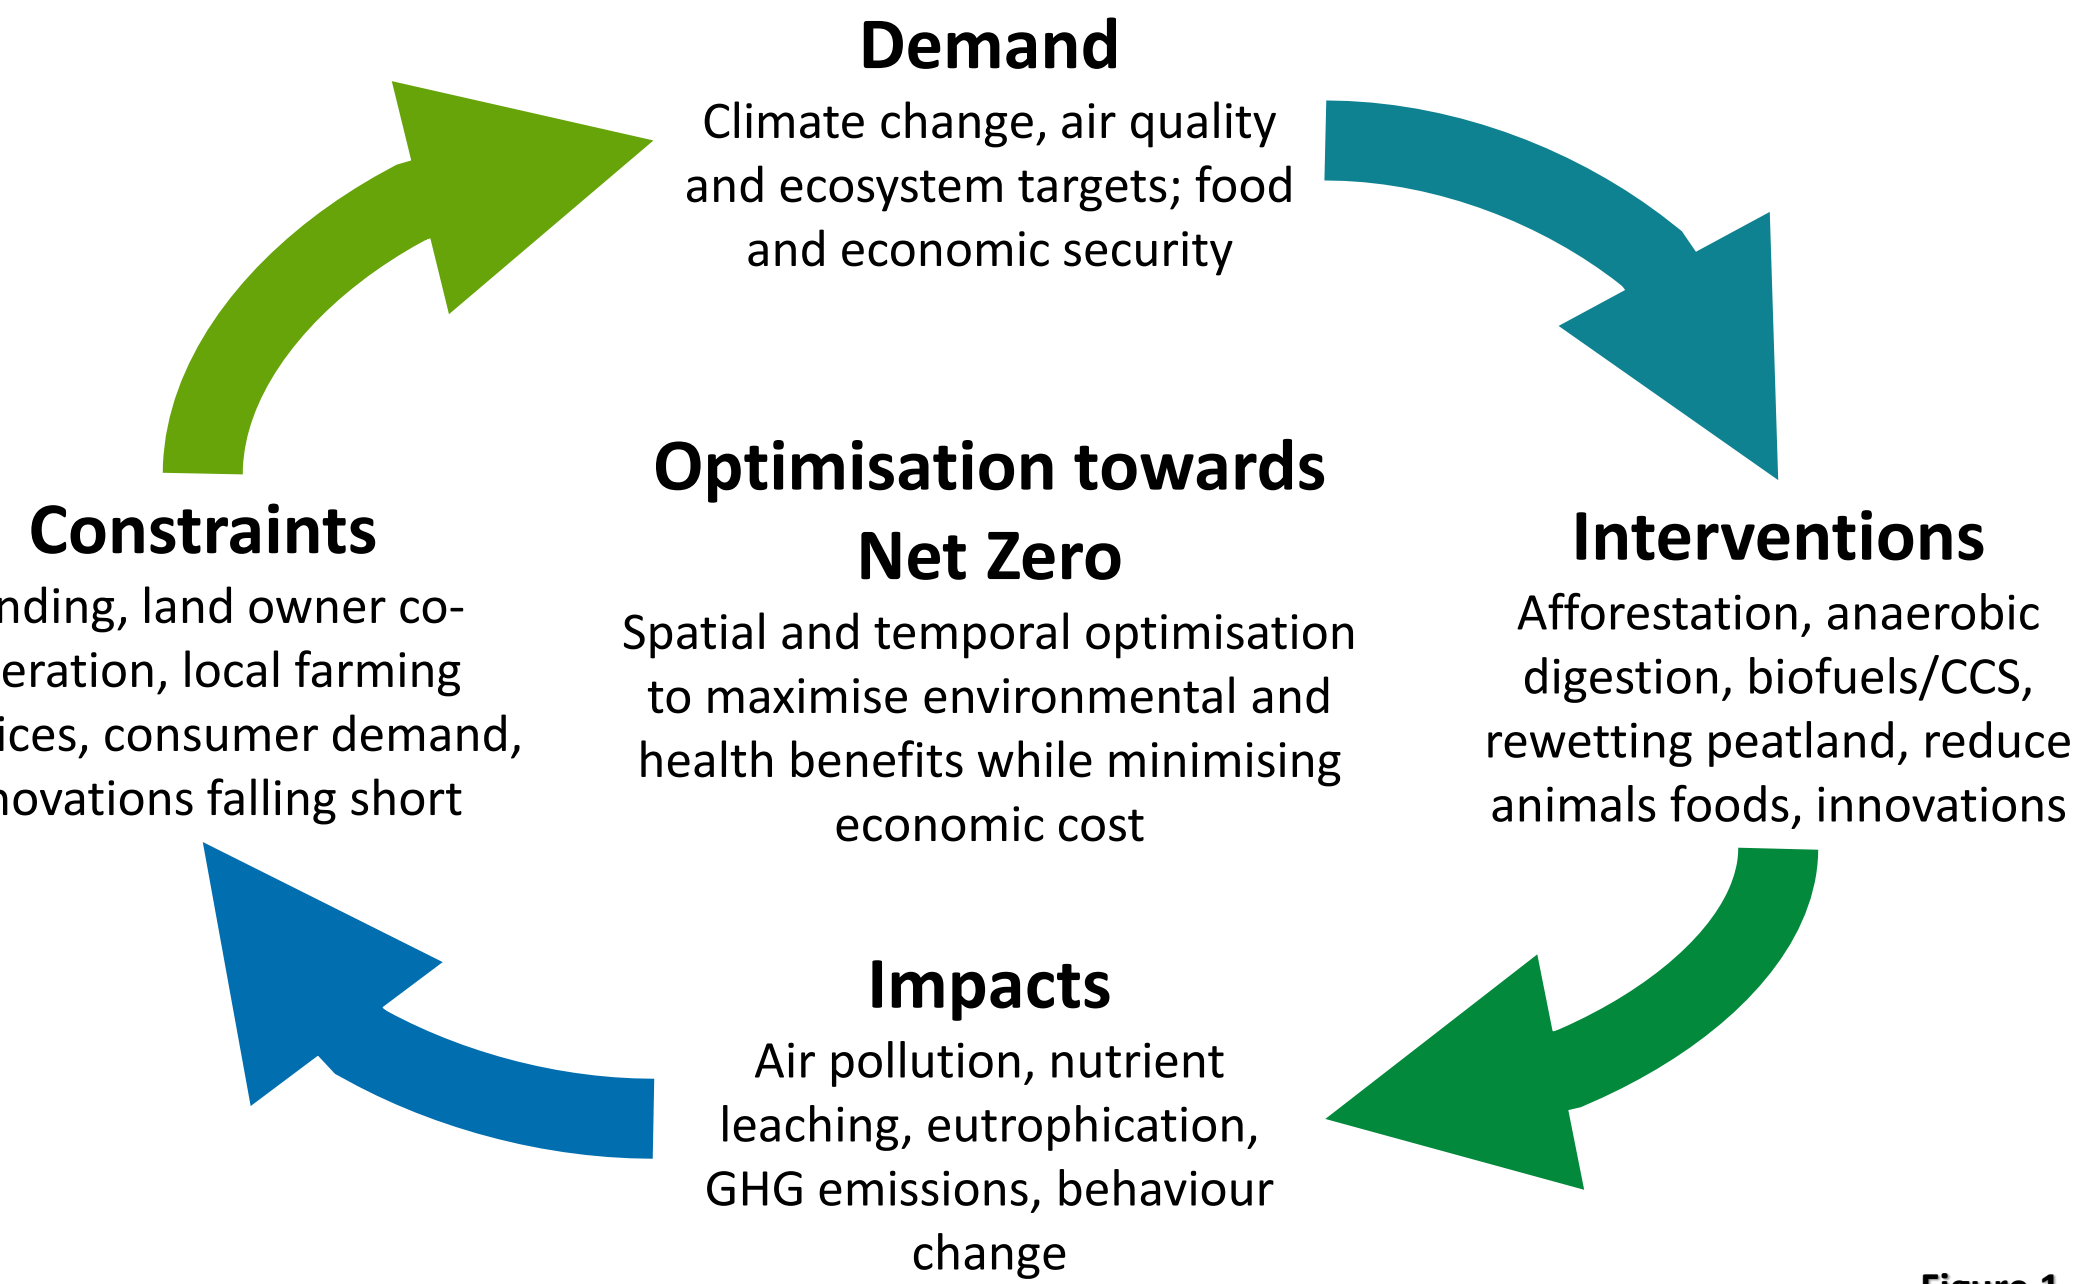 Demand
Climate change, air quality
and ecosystem targets; food
and economic security
Optimisation towards
Net Zero
Spatial and temporal optimisation
to maximise environmental and
health benefits while minimising
economic cost
Constraints
nding, land owner co-
eration, local farming
ices, consumer demand,
novations falling short
Interventions
Afforestation, anaerobic
digestion, biofuels/CCS,
rewetting peatland, reduce
animals foods, innovations
Impacts
Air pollution, nutrient
leaching, eutrophication,
GHG emissions, behaviour
change
Figure 1